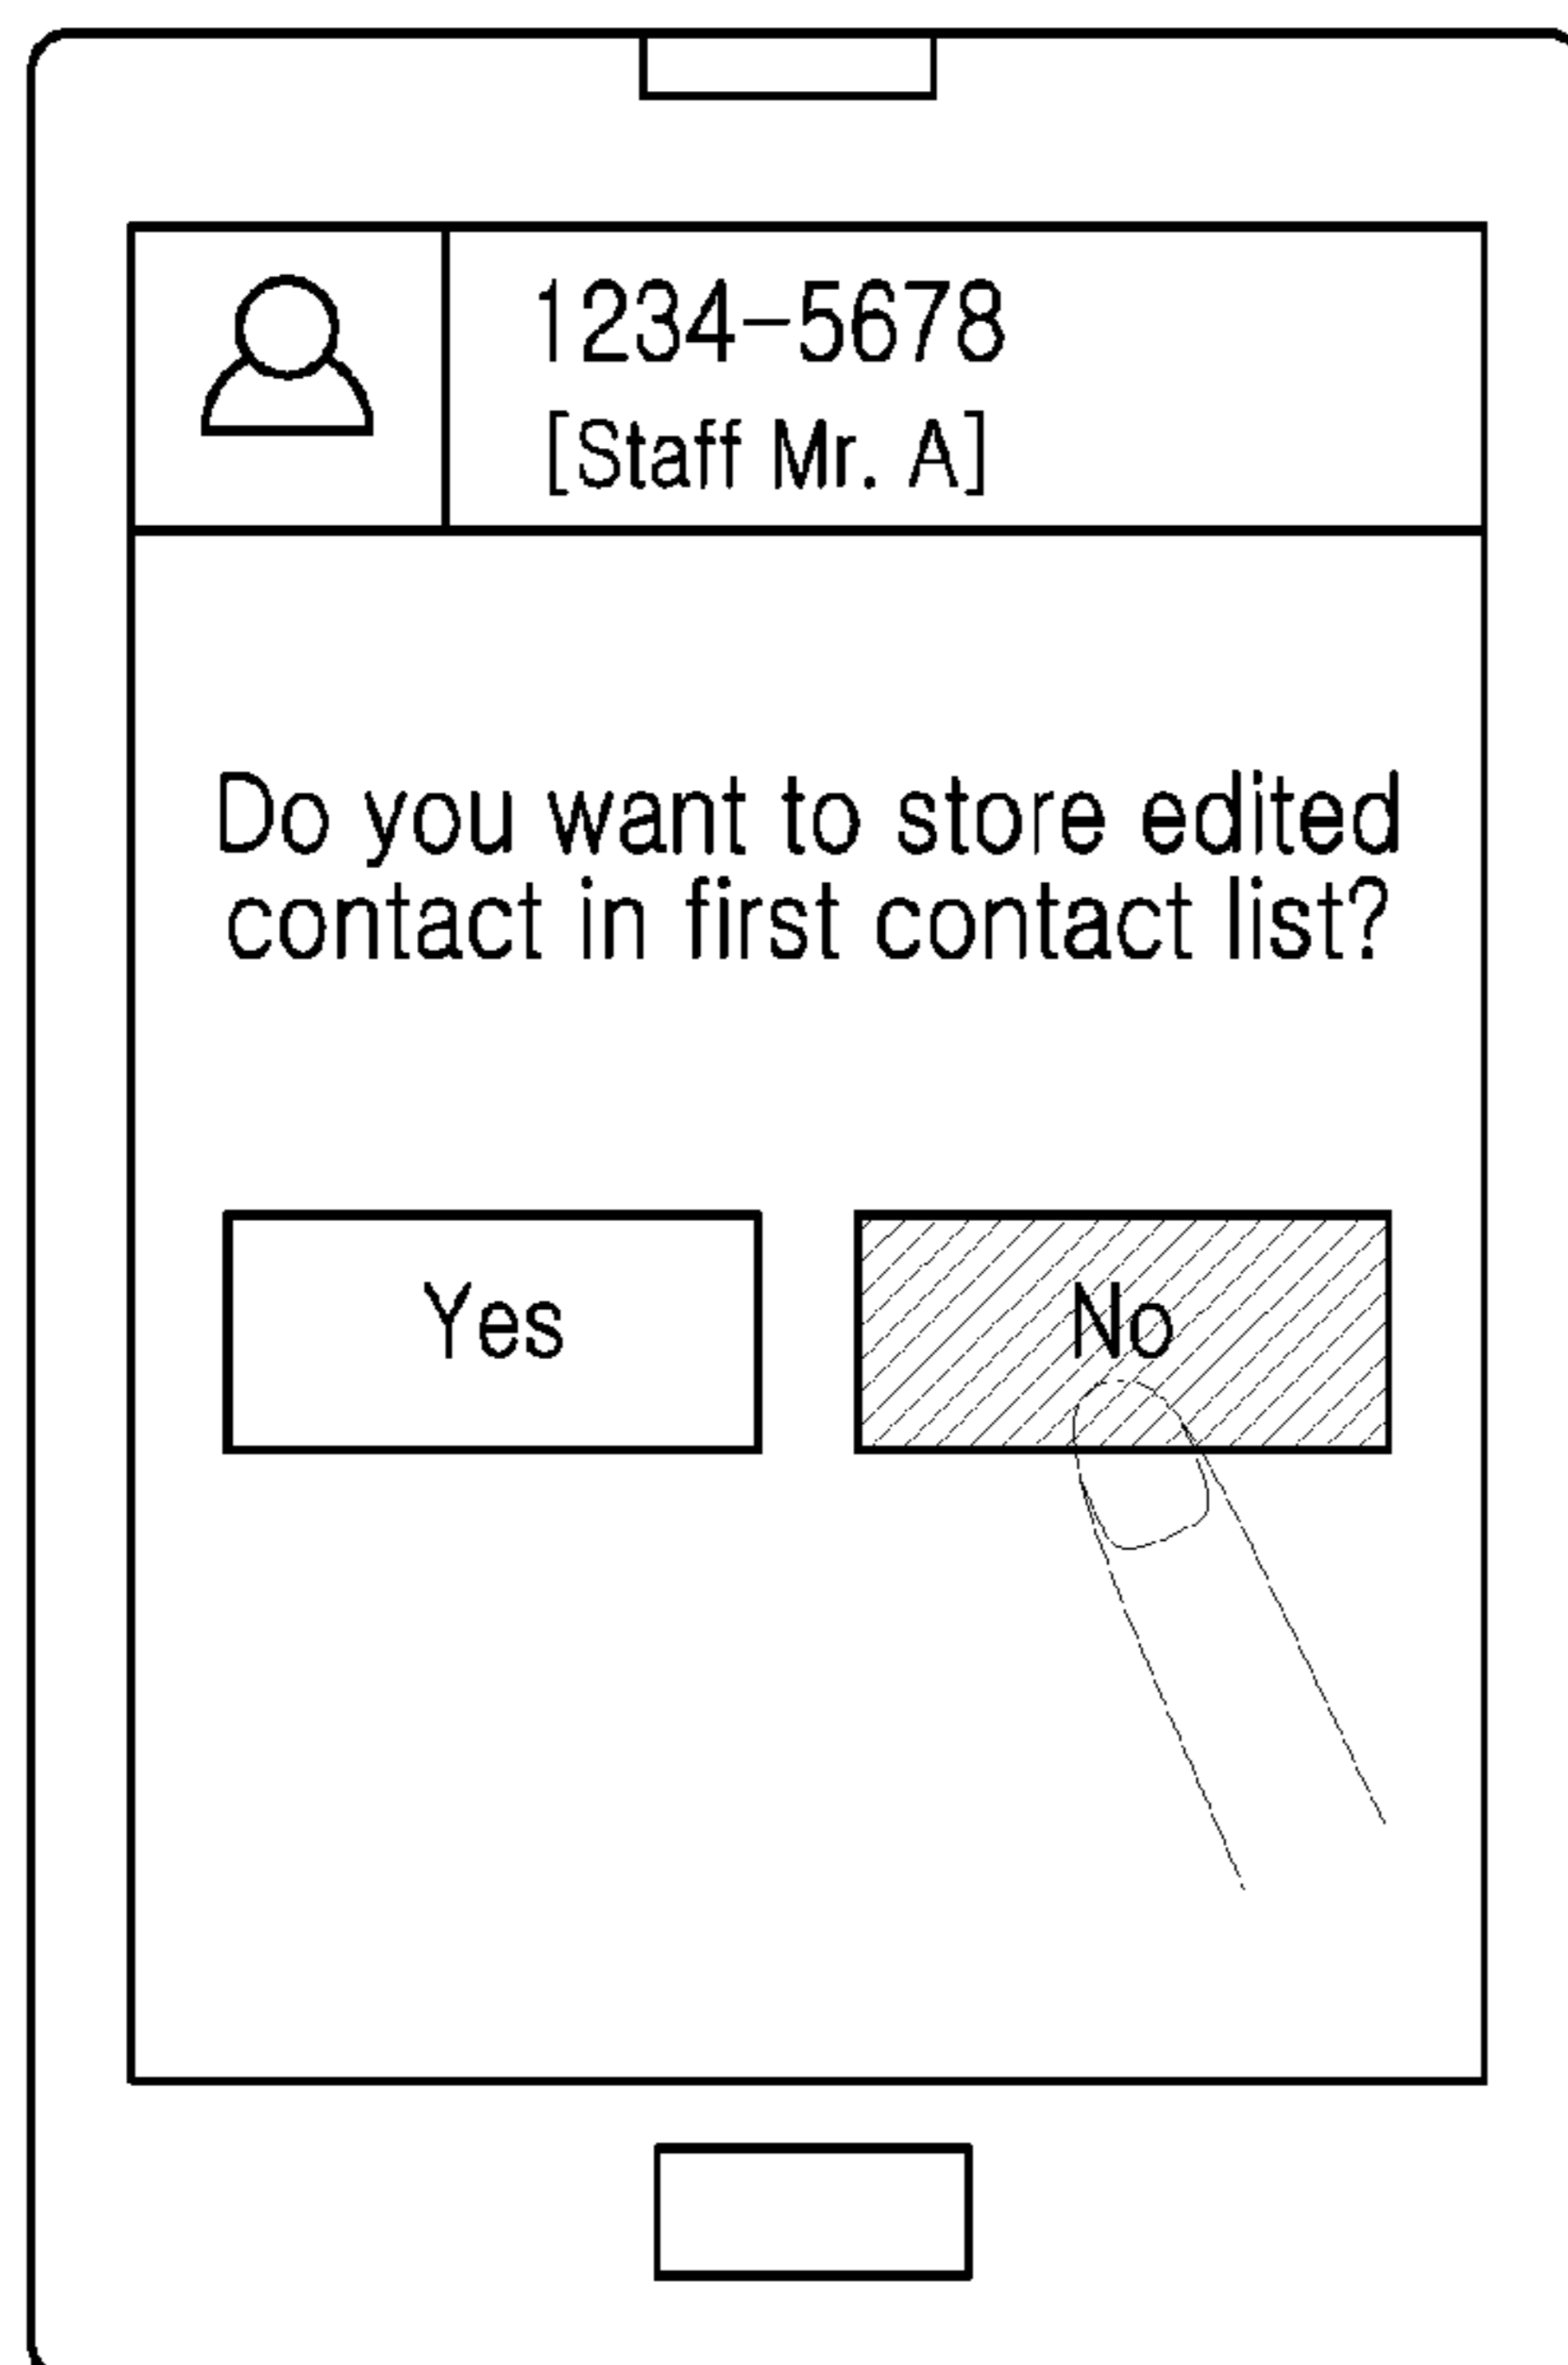 1234-5678
[Staff Mr. A]
Do you want to store edited
contact in first contact list?
Yes
No